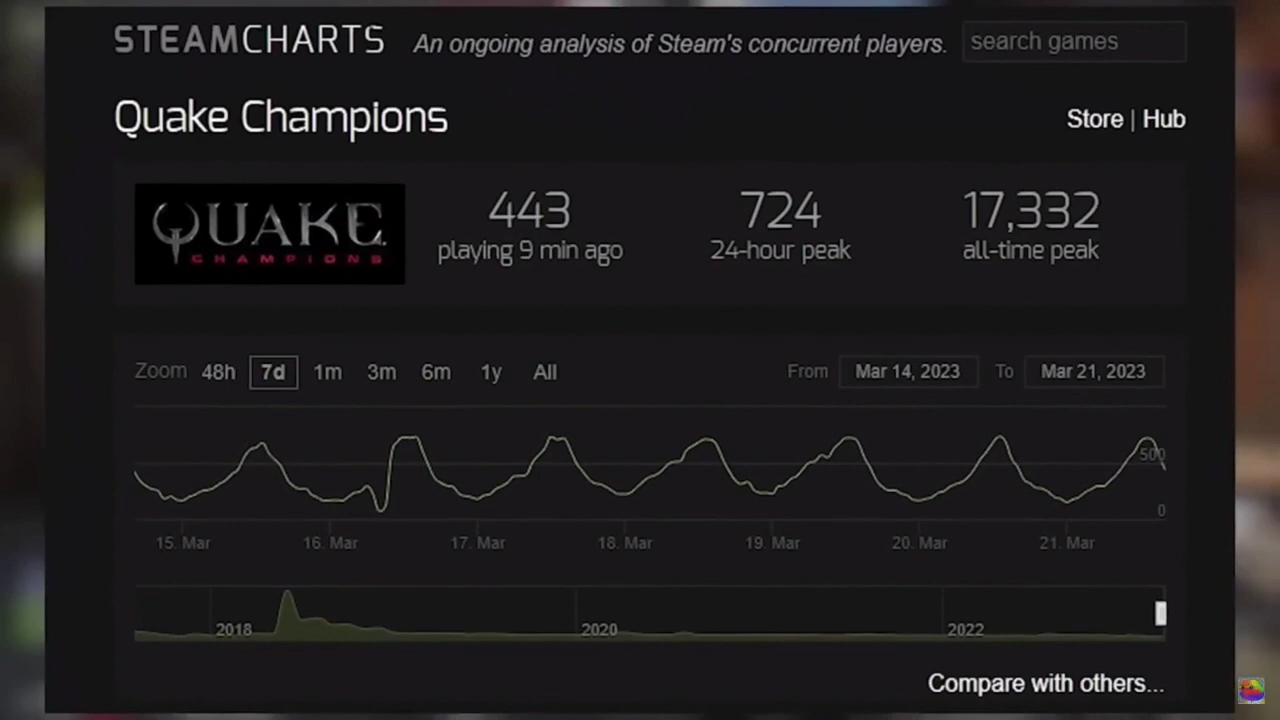 STEAMCHARTS An ongoing analysis of Steam's concurrent players. search games
Quake Champions Store | Hub
QUAKE
CHAMPIONS
443 724 17,332
playing 9 min ago 24-hour peak all-time peak
Zoom 48h 7d 1m 3m 6m 1y All From Mar 14, 2023 To Mar 21, 2023
500
0
15. Mar 16. Mar 17. Mar 18. Mar 19. Mar 20. Mar 21. Mar
2018 2020 2022
Compare with others...